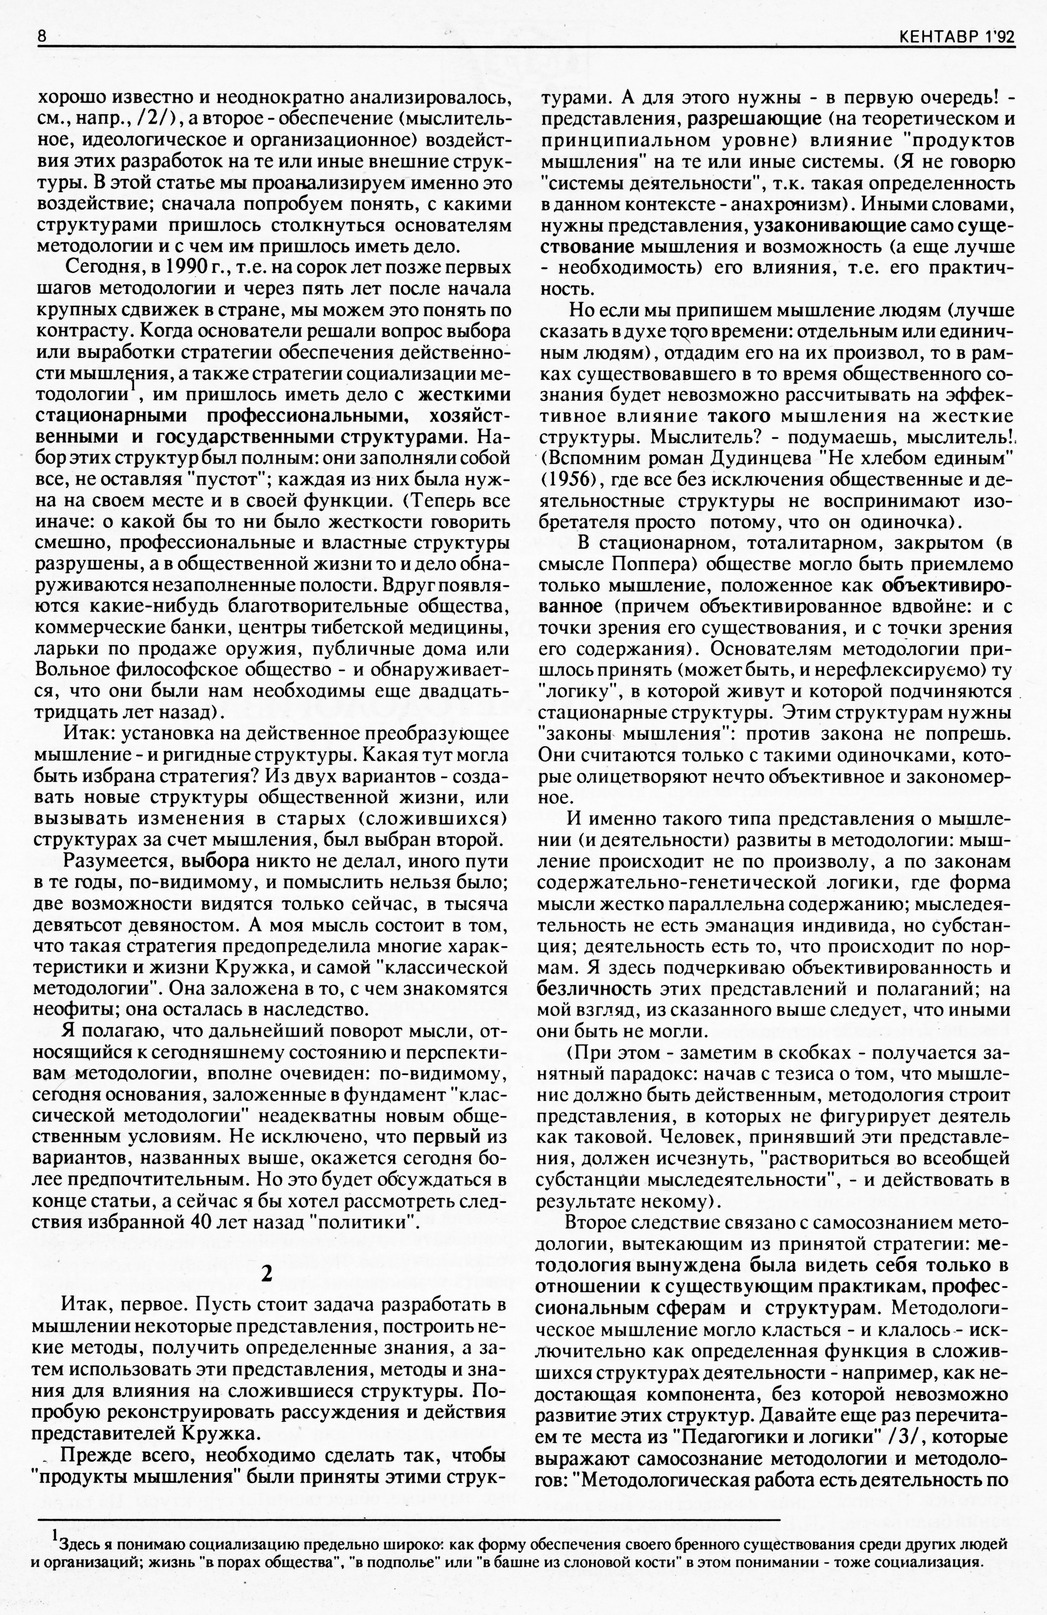 8
КЕНТАВР 1'92
хорошо известно и неоднократно анализировалось,
см., напр., /2/), а второе - обеспечение (мыслитель-
ное, идеологическое и организационное) воздейст-
вия этих разработок на те или иные внешние струк-
туры. В этой статье мы проанализируем именно это
воздействие; сначала попробуем понять, с какими
структурами пришлось столкнуться основателям
методологии и с чем им пришлось иметь дело.
Сегодня, в 1990 г., т.е. на сорок лет позже первых
шагов методологии и через пять лет после начала
крупных сдвижек в стране, мы можем это понять по
контрасту. Когда основатели решали вопрос выбора
или выработки стратегии обеспечения действенно-
сти мышления, а также стратегии социализации ме-
тодологии¹, им пришлось иметь дело с жесткими
стационарными профессиональными, хозяйст-
венными и государственными структурами. На-
бор этих структур был полным: они заполняли собой
все, не оставляя "пустот"; каждая из них была нуж-
на на своем месте и в своей функции. (Теперь все
иначе: о какой бы то ни было жесткости говорить
смешно, профессиональные и властные структуры
разрушены, а в общественной жизни то и дело обна-
руживаются незаполненные полости. Вдруг появля-
ются какие-нибудь благотворительные общества,
коммерческие банки, центры тибетской медицины,
ларьки по продаже оружия, публичные дома или
Вольное философское общество - и обнаруживает-
ся, что они были нам необходимы еще двадцать-
тридцать лет назад).
Итак: установка на действенное преобразующее
мышление - и ригидные структуры. Какая тут могла
быть избрана стратегия? Из двух вариантов - созда-
вать новые структуры общественной жизни, или
вызывать изменения в старых (сложившихся)
структурах за счет мышления, был выбран второй.
Разумеется, выбора никто не делал, иного пути
в те годы, по-видимому, и помыслить нельзя было;
две возможности видятся только сейчас, в тысяча
девятьсот девяностом. А моя мысль состоит в том,
что такая стратегия предопределила многие харак-
теристики и жизни Кружка, и самой "классической
методологии". Она заложена в то, с чем знакомятся
неофиты; она осталась в наследство.
Я полагаю, что дальнейший поворот мысли, от-
носящийся к сегодняшнему состоянию и перспекти-
вам методологии, вполне очевиден: по-видимому,
сегодня основания, заложенные в фундамент "клас-
сической методологии" неадекватны новым обще-
ственным условиям. Не исключено, что первый из
вариантов, названных выше, окажется сегодня бо-
лее предпочтительным. Но это будет обсуждаться в
конце статьи, а сейчас я бы хотел рассмотреть след-
ствия избранной 40 лет назад "политики".
2
Итак, первое. Пусть стоит задача разработать в
мышлении некоторые представления, построить не-
кие методы, получить определенные знания, а за-
тем использовать эти представления, методы и зна-
ния для влияния на сложившиеся структуры. По-
пробую реконструировать рассуждения и действия
представителей Кружка.
Прежде всего, необходимо сделать так, чтобы
"продукты мышления" были приняты этими струк-
турами. А для этого нужны - в первую очередь! -
представления, разрешающие (на теоретическом и
принципиальном уровне) влияние "продуктов
мышления" на те или иные системы. (Я не говорю
"системы деятельности", т.к. такая определенность
в данном контексте - анахронизм). Иными словами,
нужны представления, узаконивающие само суще-
ствование мышления и возможность (а еще лучше
- необходимость) его влияния, т.е. его практич-
ность.
Но если мы припишем мышление людям (лучше
сказать в духе того времени: отдельным или единич-
ным людям), отдадим его на их произвол, то в рам-
ках существовавшего в то время общественного со-
знания будет невозможно рассчитывать на эффек-
тивное влияние такого мышления на жесткие
структуры. Мыслитель? - подумаешь, мыслитель!
(Вспомним роман Дудинцева "Не хлебом единым"
(1956), где все без исключения общественные и де-
ятельностные структуры не воспринимают изо-
бретателя просто потому, что он одиночка).
В стационарном, тоталитарном, закрытом (в
смысле Поппера) обществе могло быть приемлемо
только мышление, положенное как объективиро-
ванное (причем объективированное вдвойне: и с
точки зрения его существования, и с точки зрения
его содержания). Основателям методологии при-
шлось принять (может быть, и нерефлексируемо) ту
"логику", в которой живут и которой подчиняются
стационарные структуры. Этим структурам нужны
"законы мышления": против закона не попрешь.
Они считаются только с такими одиночками, кото-
рые олицетворяют нечто объективное и закономер-
ное.
И именно такого типа представления о мышле-
нии (и деятельности) развиты в методологии: мыш-
ление происходит не по произволу, а по законам
содержательно-генетической логики, где форма
мысли жестко параллельна содержанию; мыследея-
тельность не есть эманация индивида, но субстан-
ция; деятельность есть то, что происходит по нор-
мам. Я здесь подчеркиваю объективированность и
безличность этих представлений и полаганий; на
мой взгляд, из сказанного выше следует, что иными
они быть не могли.
(При этом - заметим в скобках - получается за-
нятный парадокс: начав с тезиса о том, что мышле-
ние должно быть действенным, методология строит
представления, в которых не фигурирует деятель
как таковой. Человек, принявший эти представле-
ния, должен исчезнуть, "раствориться во всеобщей
субстанции мыследеятельности", - и действовать в
результате некому).
Второе следствие связано с самосознанием мето-
дологии, вытекающим из принятой стратегии: ме-
тодология вынуждена была видеть себя только в
отношении к существующим практикам, профес-
сиональным сферам и структурам. Методологи-
ческое мышление могло класться - и клалось - иск-
лючительно как определенная функция в сложив-
шихся структурах деятельности - например, как не-
достающая компонента, без которой невозможно
развитие этих структур. Давайте еще раз перечита-
ем те места из "Педагогики и логики" /3/, которые
выражают самосознание методологии и методоло-
гов: "Методологическая работа есть деятельность по
¹Здесь я понимаю социализацию предельно широко: как форму обеспечения своего бренного существования среди других людей
и организаций; жизнь "в порах общества", "в подполье" или "в башне из слоновой кости" в этом понимании - тоже социализация.